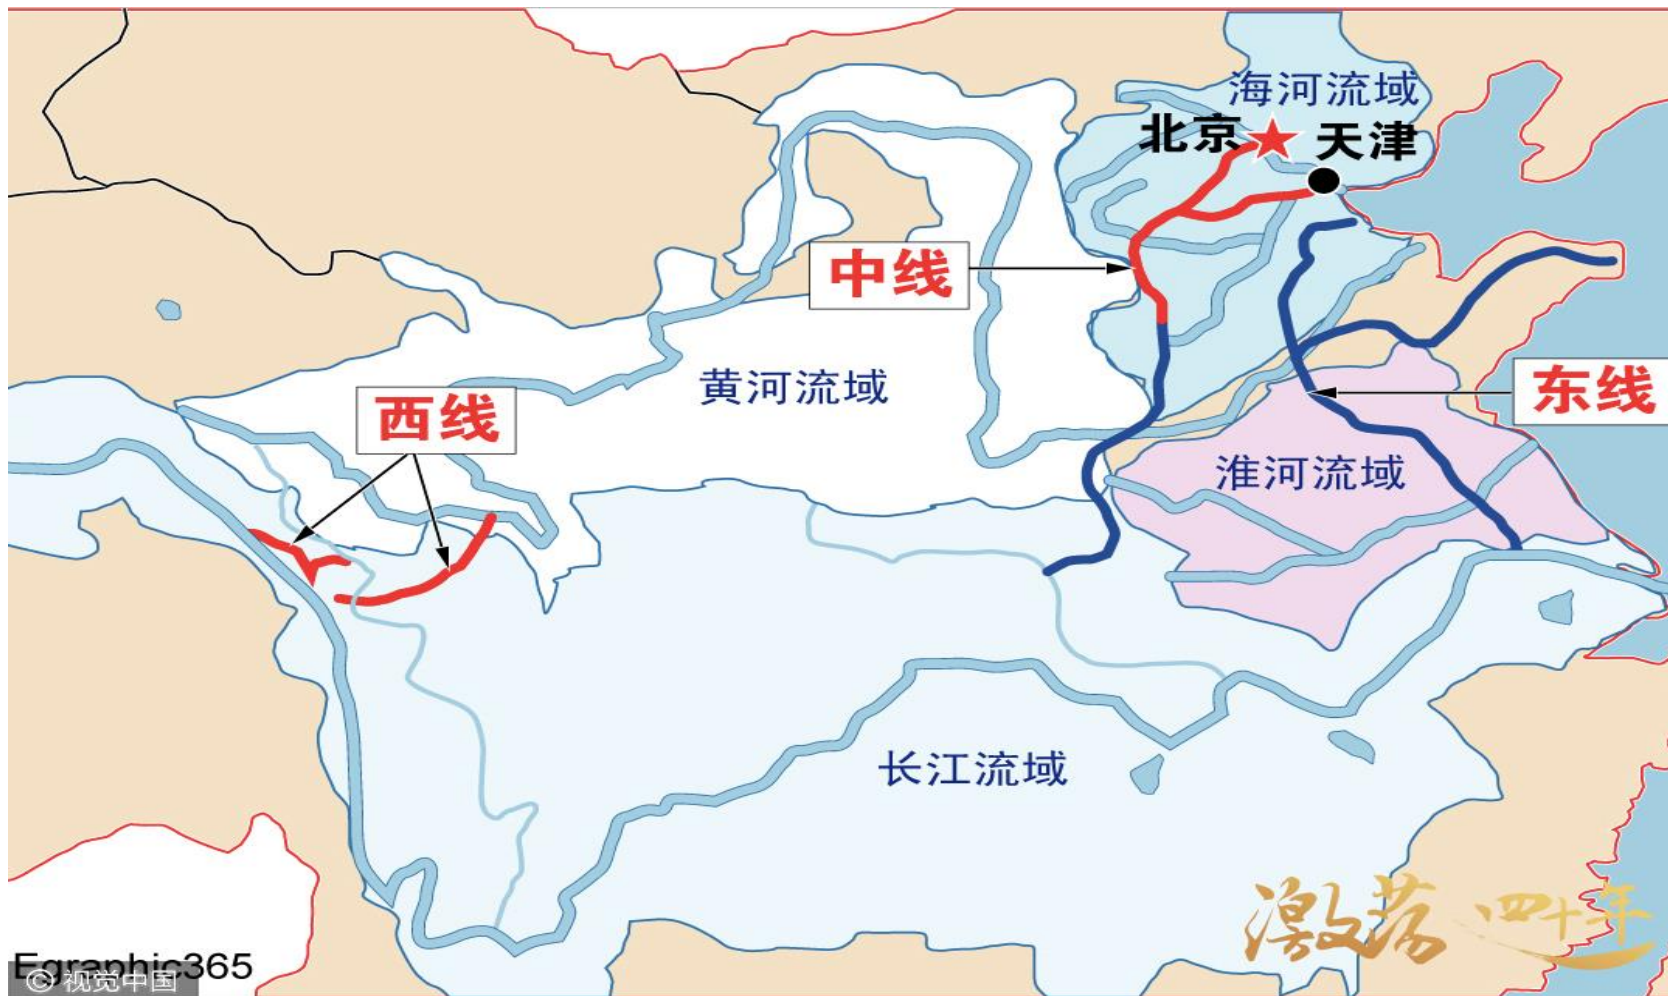 海河流域
北京
天津
中线
黄河流域
西线
东线
淮河流域
长江流域
激荡 四十年
Egraphic365
© 视觉中国